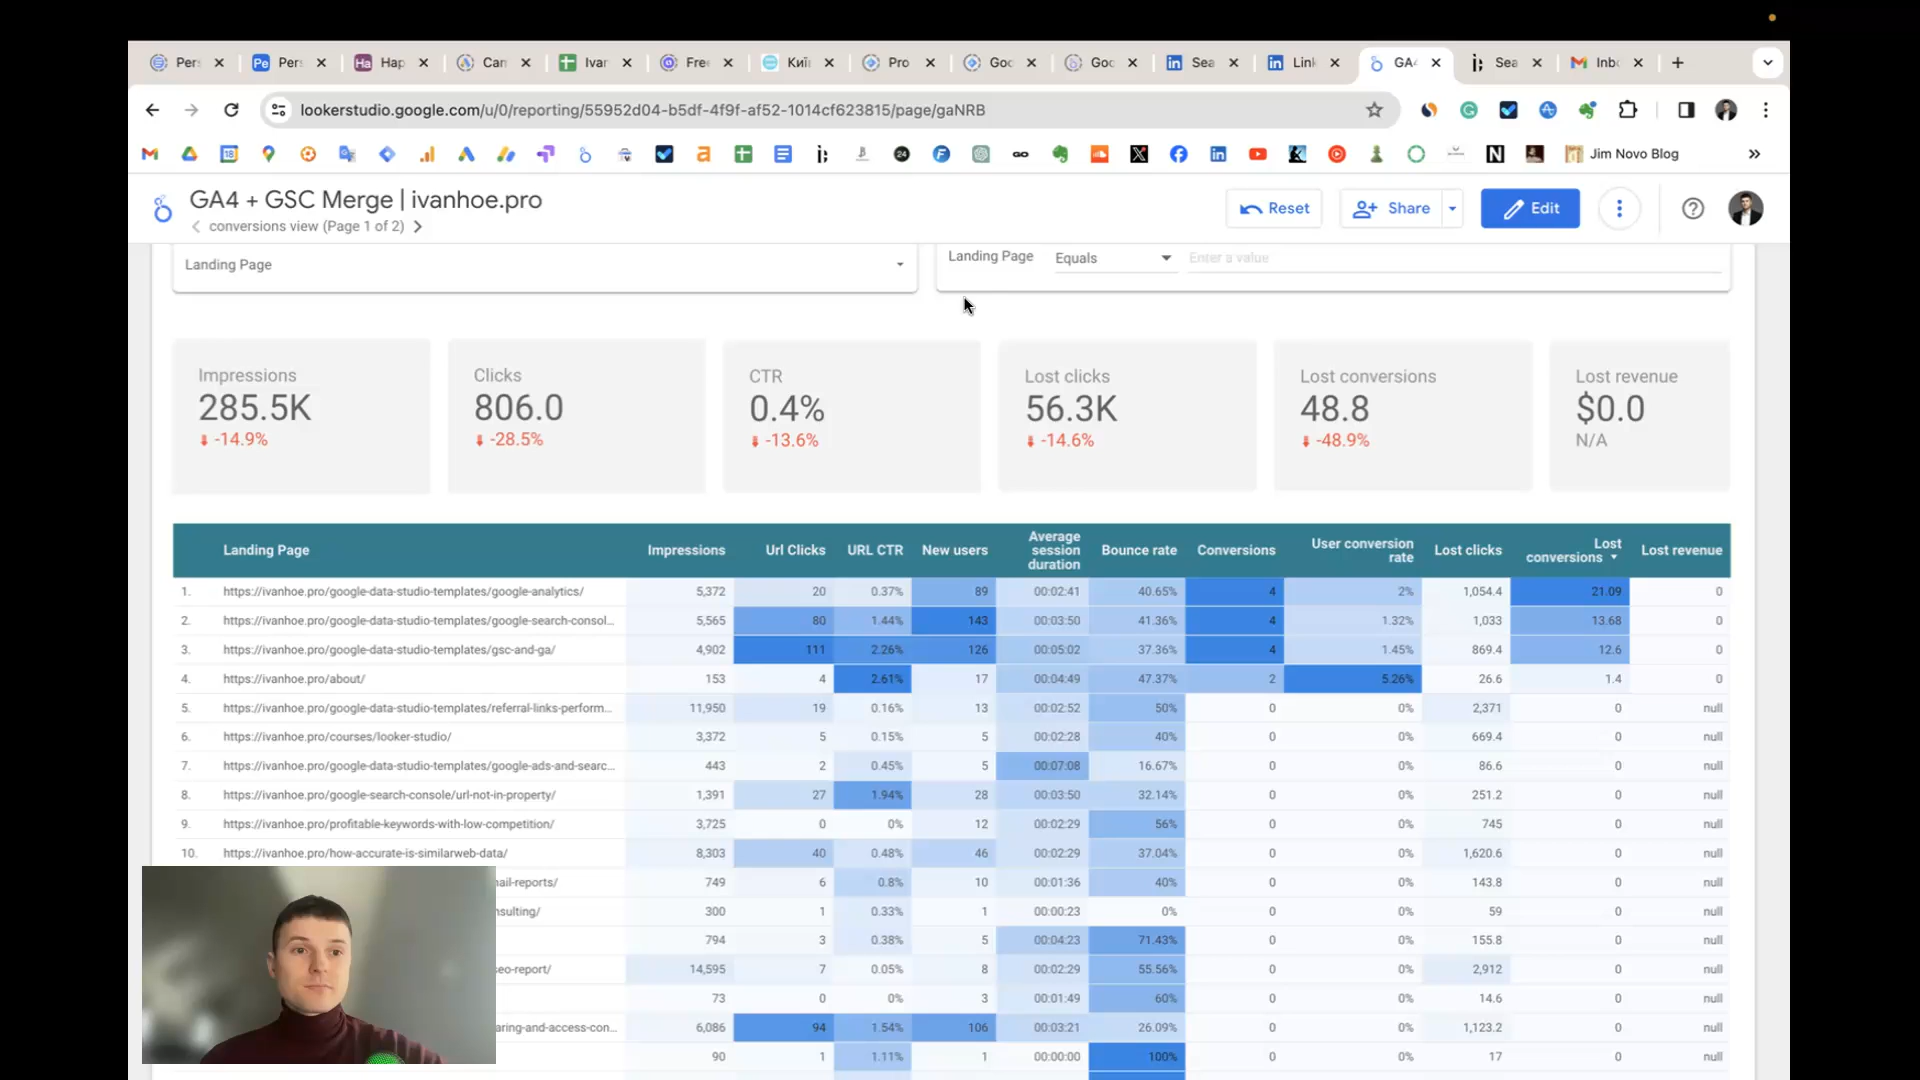 Per
Per
Hap
Can
Ivar
Free
Київ
Pro
Goo
Goo
Sea
Link
GA4
Sea
Inb
lookerstudio.google.com/u/0/reporting/55952d04-b5df-4f9f-af52-1014cf623815/page/gaNRB
Jim Novo Blog
GA4 + GSC Merge | ivanhoe.pro
conversions view (Page 1 of 2)
Reset
Share
Edit
Landing Page
Landing Page Equals Enter a value
Impressions
285.5K
-14.9%
Clicks
806.0
-28.5%
CTR
0.4%
-13.6%
Lost clicks
56.3K
-14.6%
Lost conversions
48.8
-48.9%
Lost revenue
$0.0
N/A
Landing Page Impressions Url Clicks URL CTR New users Average session duration Bounce rate Conversions User conversion rate Lost clicks Lost conversions Lost revenue
1. https://ivanhoe.pro/google-data-studio-templates/google-analytics/ 5,372 20 0.37% 89 00:02:41 40.65% 4 2% 1,054.4 21.09 0
2. https://ivanhoe.pro/google-data-studio-templates/google-search-consol... 5,565 80 1.44% 143 00:03:50 41.36% 4 1.32% 1,033 13.68 0
3. https://ivanhoe.pro/google-data-studio-templates/gsc-and-ga/ 4,902 111 2.26% 126 00:05:02 37.36% 4 1.45% 869.4 12.6 0
4. https://ivanhoe.pro/about/ 153 4 2.61% 17 00:04:49 47.37% 2 5.26% 26.6 1.4 0
5. https://ivanhoe.pro/google-data-studio-templates/referral-links-perform... 11,950 19 0.16% 13 00:02:52 50% 0 0% 2,371 0 null
6. https://ivanhoe.pro/courses/looker-studio/ 3,372 5 0.15% 5 00:02:28 40% 0 0% 669.4 0 null
7. https://ivanhoe.pro/google-data-studio-templates/google-ads-and-searc... 443 2 0.45% 5 00:07:08 16.67% 0 0% 86.6 0 null
8. https://ivanhoe.pro/google-search-console/url-not-in-property/ 1,391 27 1.94% 28 00:03:50 32.14% 0 0% 251.2 0 null
9. https://ivanhoe.pro/profitable-keywords-with-low-competition/ 3,725 0 0% 12 00:02:29 56% 0 0% 745 0 null
10. https://ivanhoe.pro/how-accurate-is-similarweb-data/ 8,303 40 0.48% 46 00:02:29 37.04% 0 0% 1,620.6 0 null
nail-reports/ 749 6 0.8% 10 00:01:36 40% 0 0% 143.8 0 null
nsulting/ 300 1 0.33% 1 00:00:23 0% 0 0% 59 0 null
794 3 0.38% 5 00:04:23 71.43% 0 0% 155.8 0 null
seo-report/ 14,595 7 0.05% 8 00:02:29 55.56% 0 0% 2,912 0 null
73 0 0% 3 00:01:49 60% 0 0% 14.6 0 null
aring-and-access-con... 6,086 94 1.54% 106 00:03:21 26.09% 0 0% 1,123.2 0 null
90 1 1.11% 1 00:00:00 100% 0 0% 17 0 null